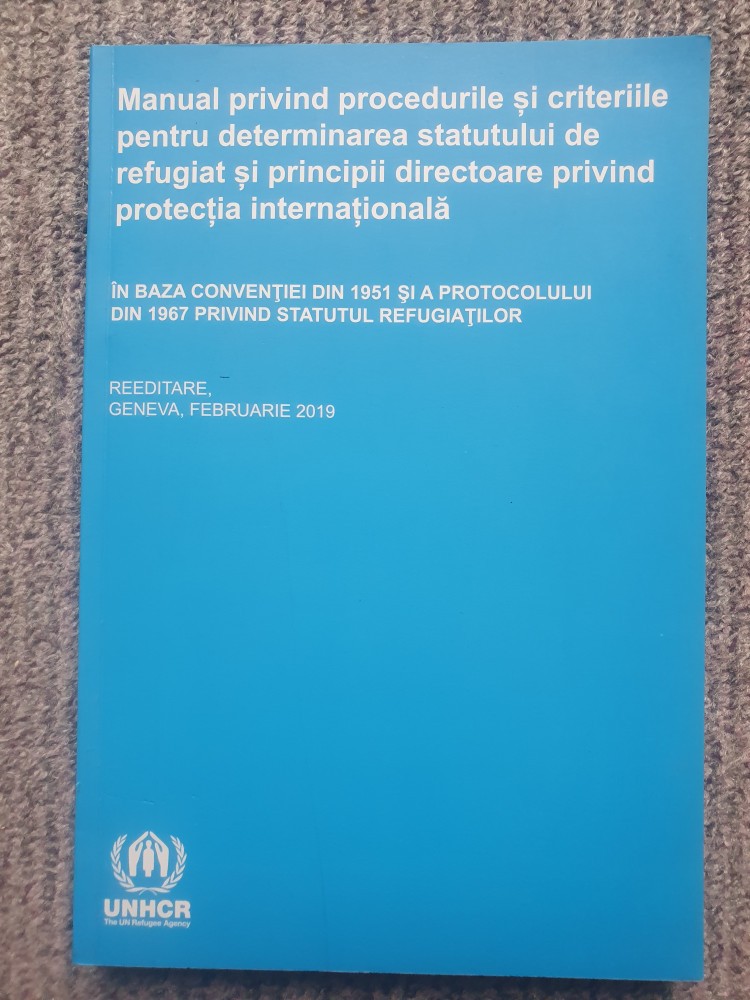 Manual privind procedurile și criteriile
pentru determinarea statutului de
refugiat și principii directoare privind
protecția internațională
ÎN BAZA CONVENŢIEI DIN 1951 ŞI A PROTOCOLULUI
DIN 1967 PRIVIND STATUTUL REFUGIAŢILOR
REEDITARE,
GENEVA, FEBRUARIE 2019
UNHCR
The UN Refugee Agency